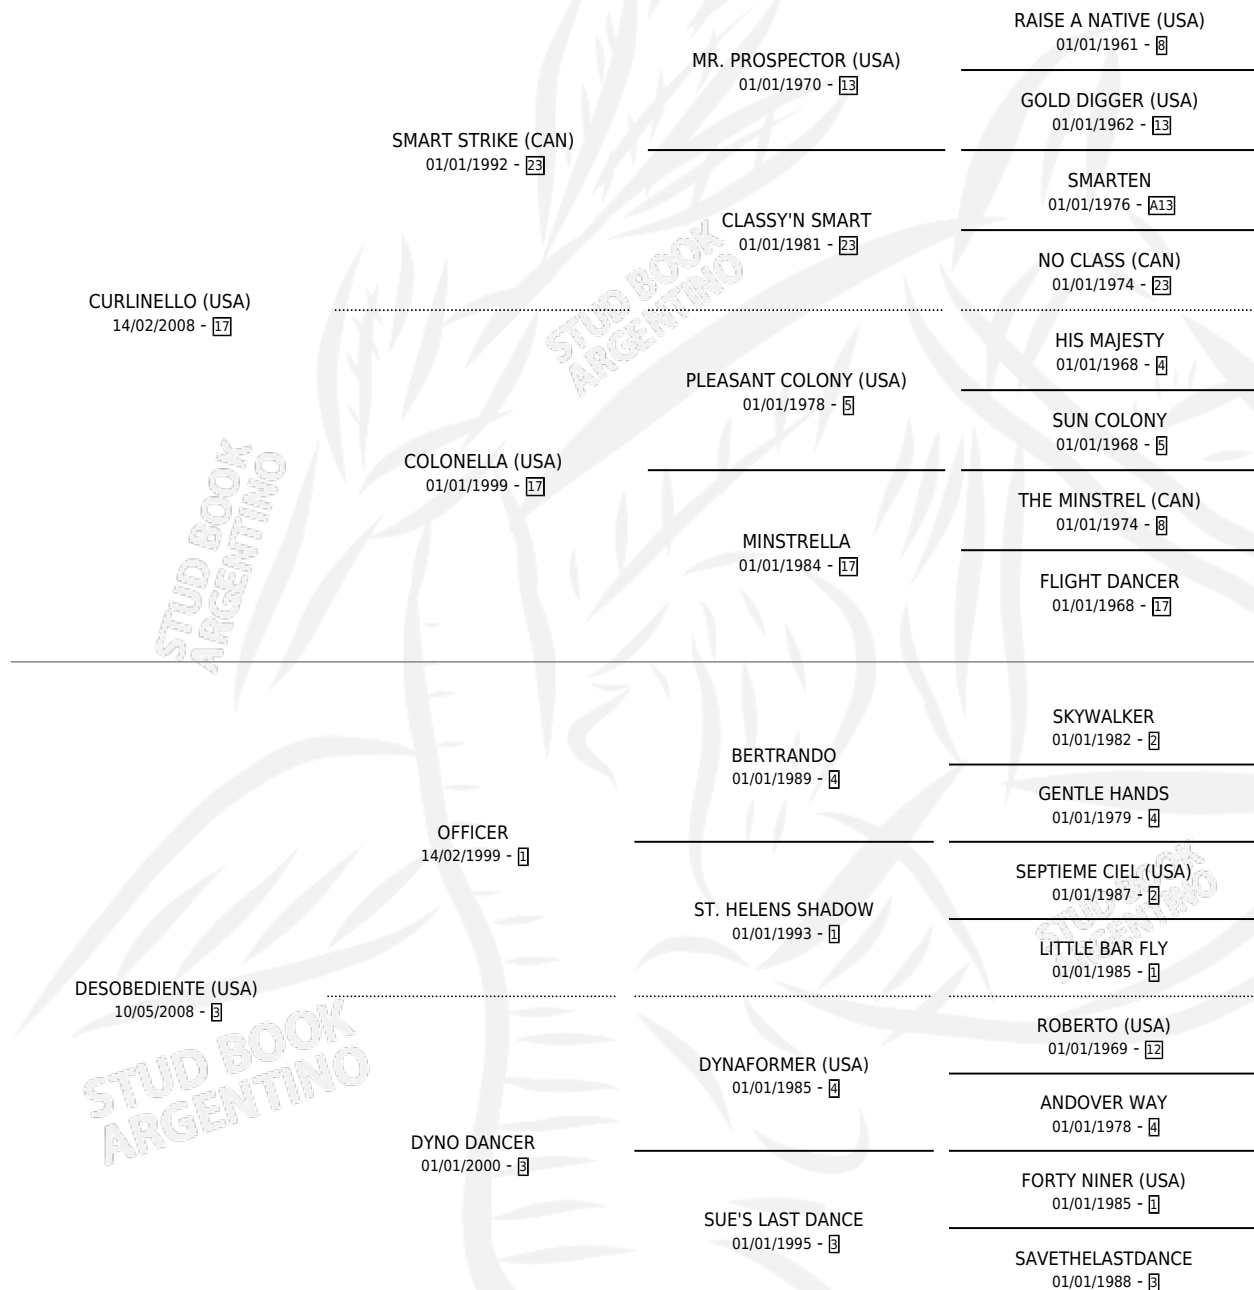 RAISE A NATIVE (USA)
01/01/1961 - 8
MR. PROSPECTOR (USA)
01/01/1970 - 13
GOLD DIGGER (USA)
01/01/1962 - 13
SMART STRIKE (CAN)
01/01/1992 - 23
SMARTEN
01/01/1976 - A13
CLASSY'N SMART
01/01/1981 - 23
NO CLASS (CAN)
01/01/1974 - 23
CURLINELLO (USA)
14/02/2008 - 17
HIS MAJESTY
01/01/1968 - 4
PLEASANT COLONY (USA)
01/01/1978 - 5
SUN COLONY
01/01/1968 - 5
COLONELLA (USA)
01/01/1999 - 17
THE MINSTREL (CAN)
01/01/1974 - 8
MINSTRELLA
01/01/1984 - 17
FLIGHT DANCER
01/01/1968 - 17
SKYWALKER
01/01/1982 - 2
BERTRANDO
01/01/1989 - 4
GENTLE HANDS
01/01/1979 - 4
OFFICER
14/02/1999 - 1
SEPTIEME CIEL (USA)
01/01/1987 - 2
ST. HELENS SHADOW
01/01/1993 - 1
LITTLE BAR FLY
01/01/1985 - 1
DESOBEDIENTE (USA)
10/05/2008 - 3
ROBERTO (USA)
01/01/1969 - 12
DYNAFORMER (USA)
01/01/1985 - 4
ANDOVER WAY
01/01/1978 - 4
DYNO DANCER
01/01/2000 - 3
FORTY NINER (USA)
01/01/1985 - 1
SUE'S LAST DANCE
01/01/1995 - 3
SAVETHELASTDANCE
01/01/1988 - 3
STUD BOOK
ARGENTINO
STUD BOOK
ARGENTINO
STUD BOOK
ARGENTINO
STUD BOOK
ARGENTINO